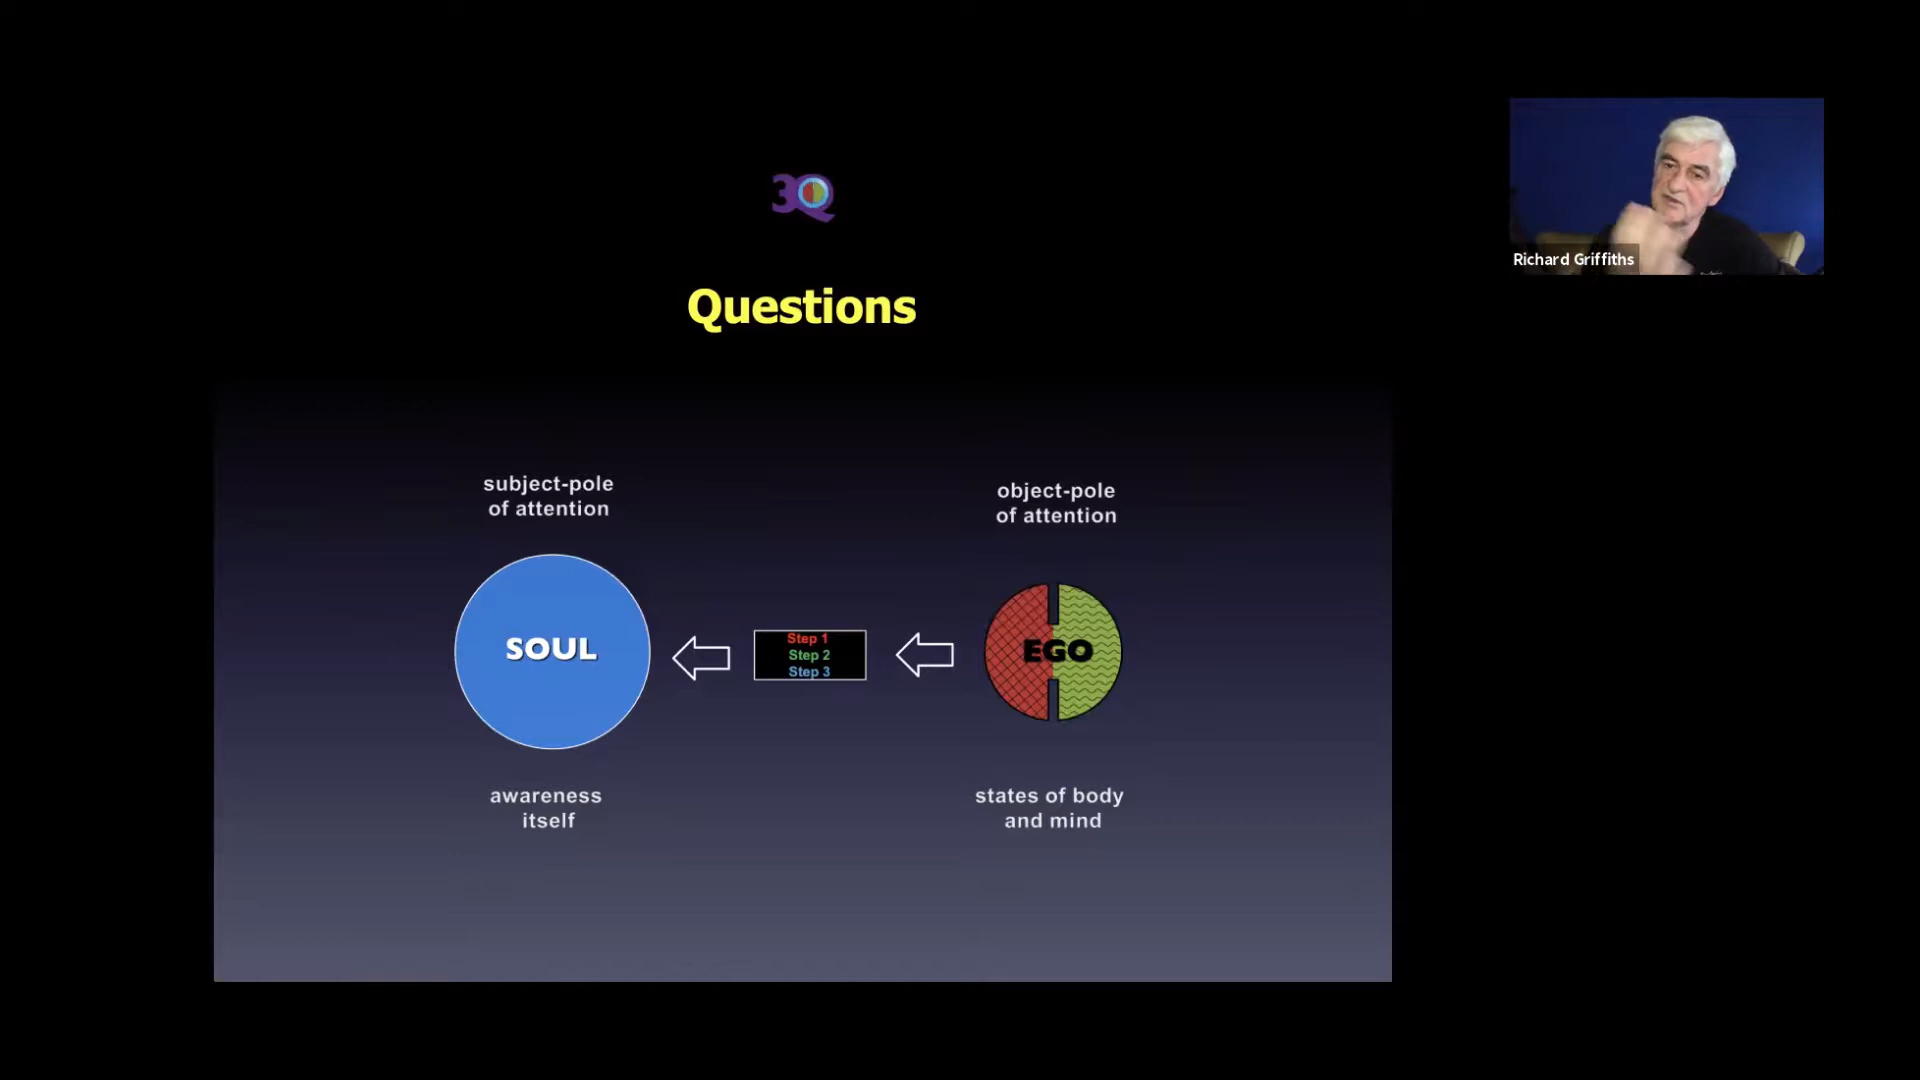 3Q
Richard Griffiths
Questions
subject-pole
of attention
object-pole
of attention
SOUL
Step 1
Step 2
Step 3
EGO
awareness
itself
states of body
and mind